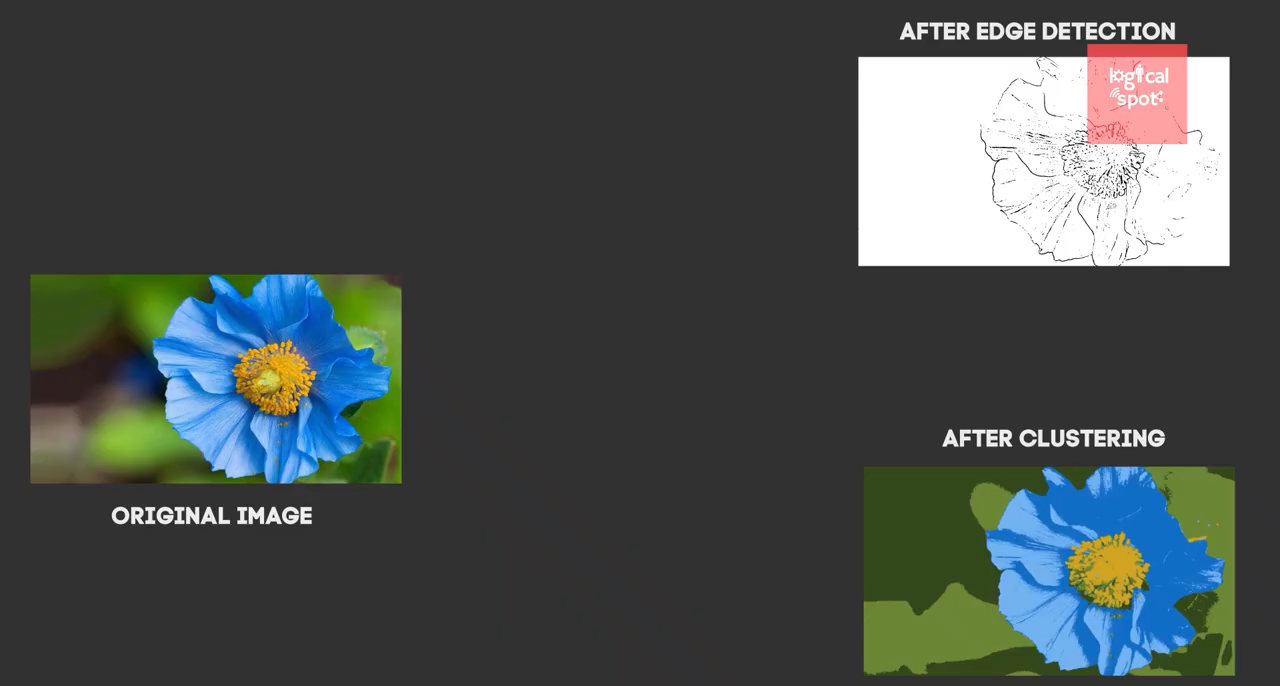 AFTER EDGE DETECTION
logical
spot
ORIGINAL IMAGE
AFTER CLUSTERING